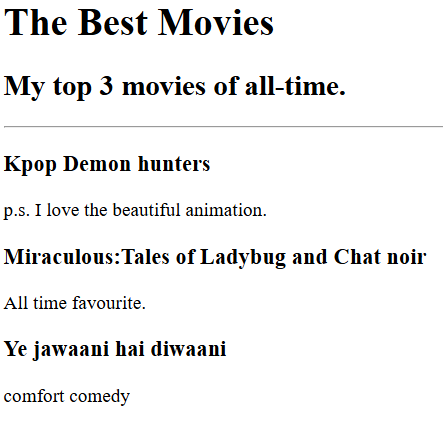 The Best Movies
My top 3 movies of all-time.
Kpop Demon hunters
p.s. I love the beautiful animation.
Miraculous:Tales of Ladybug and Chat noir
All time favourite.
Ye jawaani hai diwaani
comfort comedy